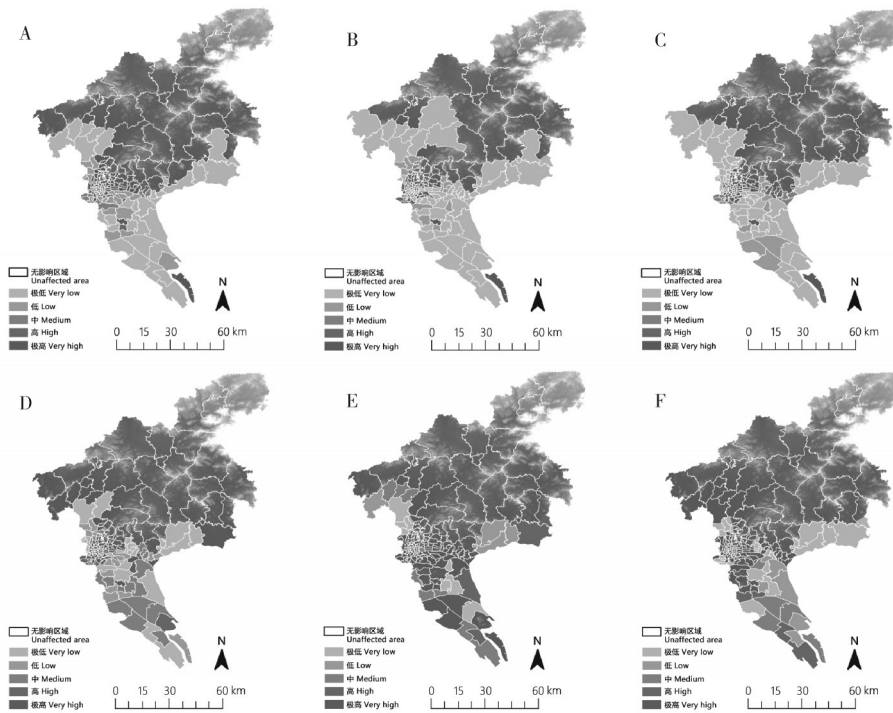 A
B
C
N
N
N
无影响区域
Unaffected area
极低 Very low
低 Low
中 Medium
高 High
极高 Very high
0 15 30 60 km
无影响区域
Unaffected area
极低 Very low
低 Low
中 Medium
高 High
极高 Very high
0 15 30 60 km
无影响区域
Unaffected area
极低 Very low
低 Low
中 Medium
高 High
极高 Very high
0 15 30 60 km
D
E
F
N
N
N
无影响区域
Unaffected area
极低 Very low
低 Low
中 Medium
高 High
极高 Very high
0 15 30 60 km
无影响区域
Unaffected area
极低 Very low
低 Low
中 Medium
高 High
极高 Very high
0 15 30 60 km
无影响区域
Unaffected area
极低 Very low
低 Low
中 Medium
高 High
极高 Very high
0 15 30 60 km